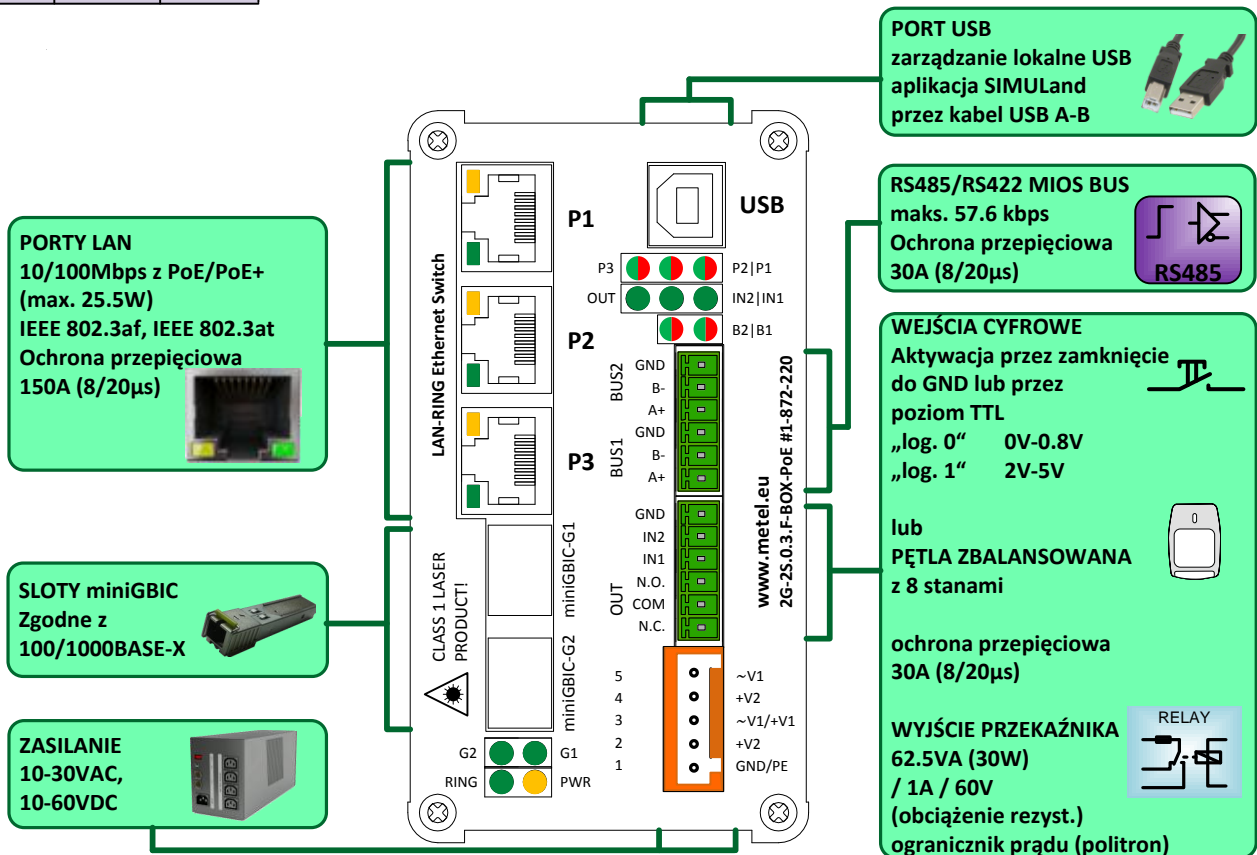 PORT USB
zarządzanie lokalne USB
aplikacja SIMULand
przez kabel USB A-B
RS485/RS422 MIOS BUS
maks. 57.6 kbps
Ochrona przepięciowa
30A (8/20µs)
RS485
PORTY LAN
10/100Mbps z PoE/PoE+
(max. 25.5W)
IEEE 802.3af, IEEE 802.3at
Ochrona przepięciowa
150A (8/20µs)
SLOTY miniGBIC
Zgodne z
100/1000BASE-X
ZASILANIE
10-30VAC,
10-60VDC
LAN-RING Ethernet Switch
P1
P2
P3
USB
P3
P2|P1
OUT
IN2|IN1
B2|B1
BUS2
GND
B-
A+
BUS1
GND
B-
A+
GND
IN2
IN1
OUT
N.O.
COM
N.C.
www.metel.eu
2G-2S.0.3.F-BOX-PoE #1-872-220
CLASS 1 LASER
PRODUCT!
miniGBIC-G1
miniGBIC-G2
5 ~V1
4 +V2
3 ~V1/+V1
2 +V2
1 GND/PE
G2
G1
RING
PWR
WEJŚCIA CYFROWE
Aktywacja przez zamknięcie
do GND lub przez
poziom TTL
„log. 0“ 0V-0.8V
„log. 1“ 2V-5V
lub
PĘTLA ZBALANSOWANA
z 8 stanami
ochrona przepięciowa
30A (8/20µs)
WYJŚCIE PRZEKAŹNIKA
62.5VA (30W)
/ 1A / 60V
(obciążenie rezyst.)
ogranicznik prądu (politron)
RELAY